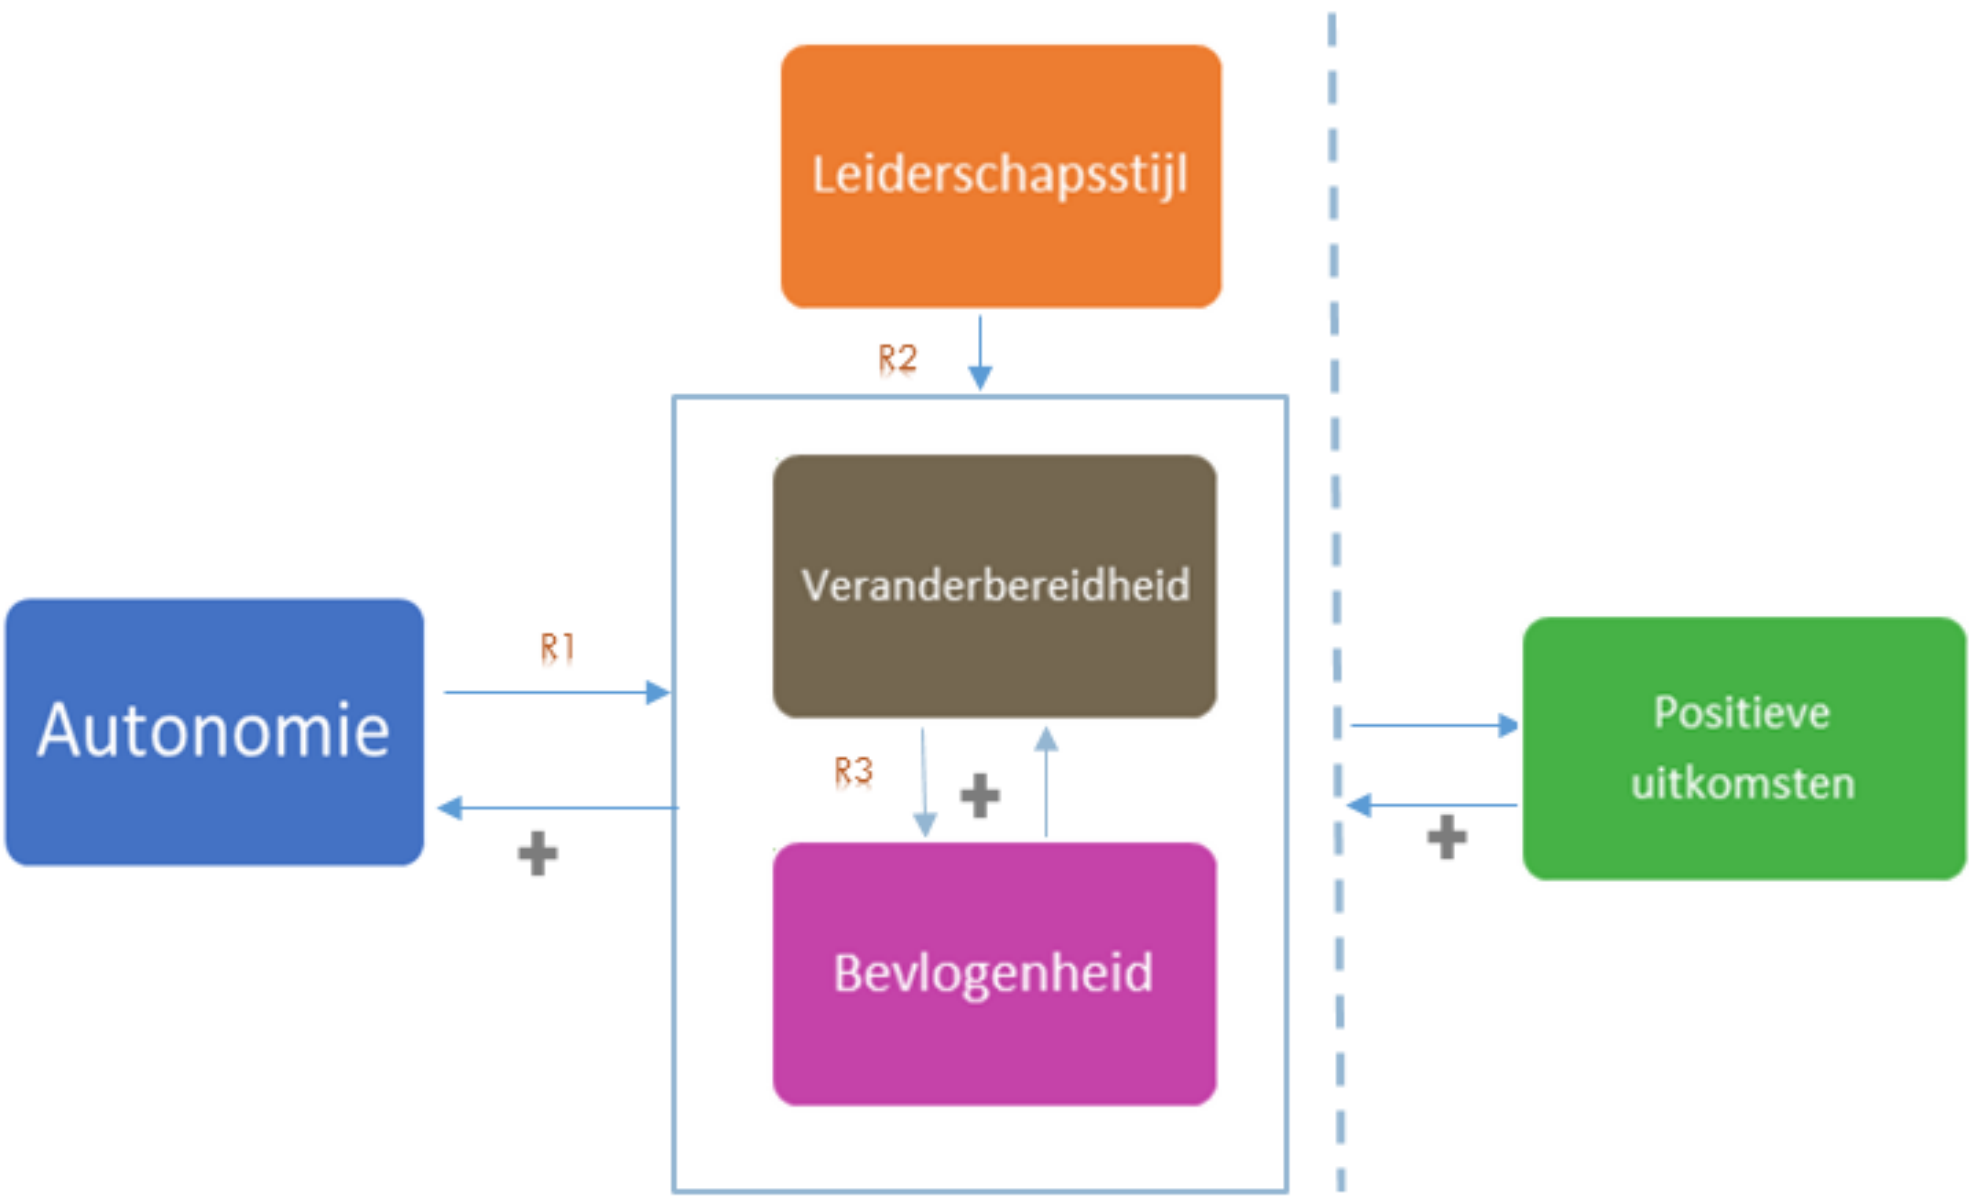 Leiderschapsstijl
R2
Veranderbereidheid
R1
Autonomie
R3
Positieve
uitkomsten
Bevlogenheid